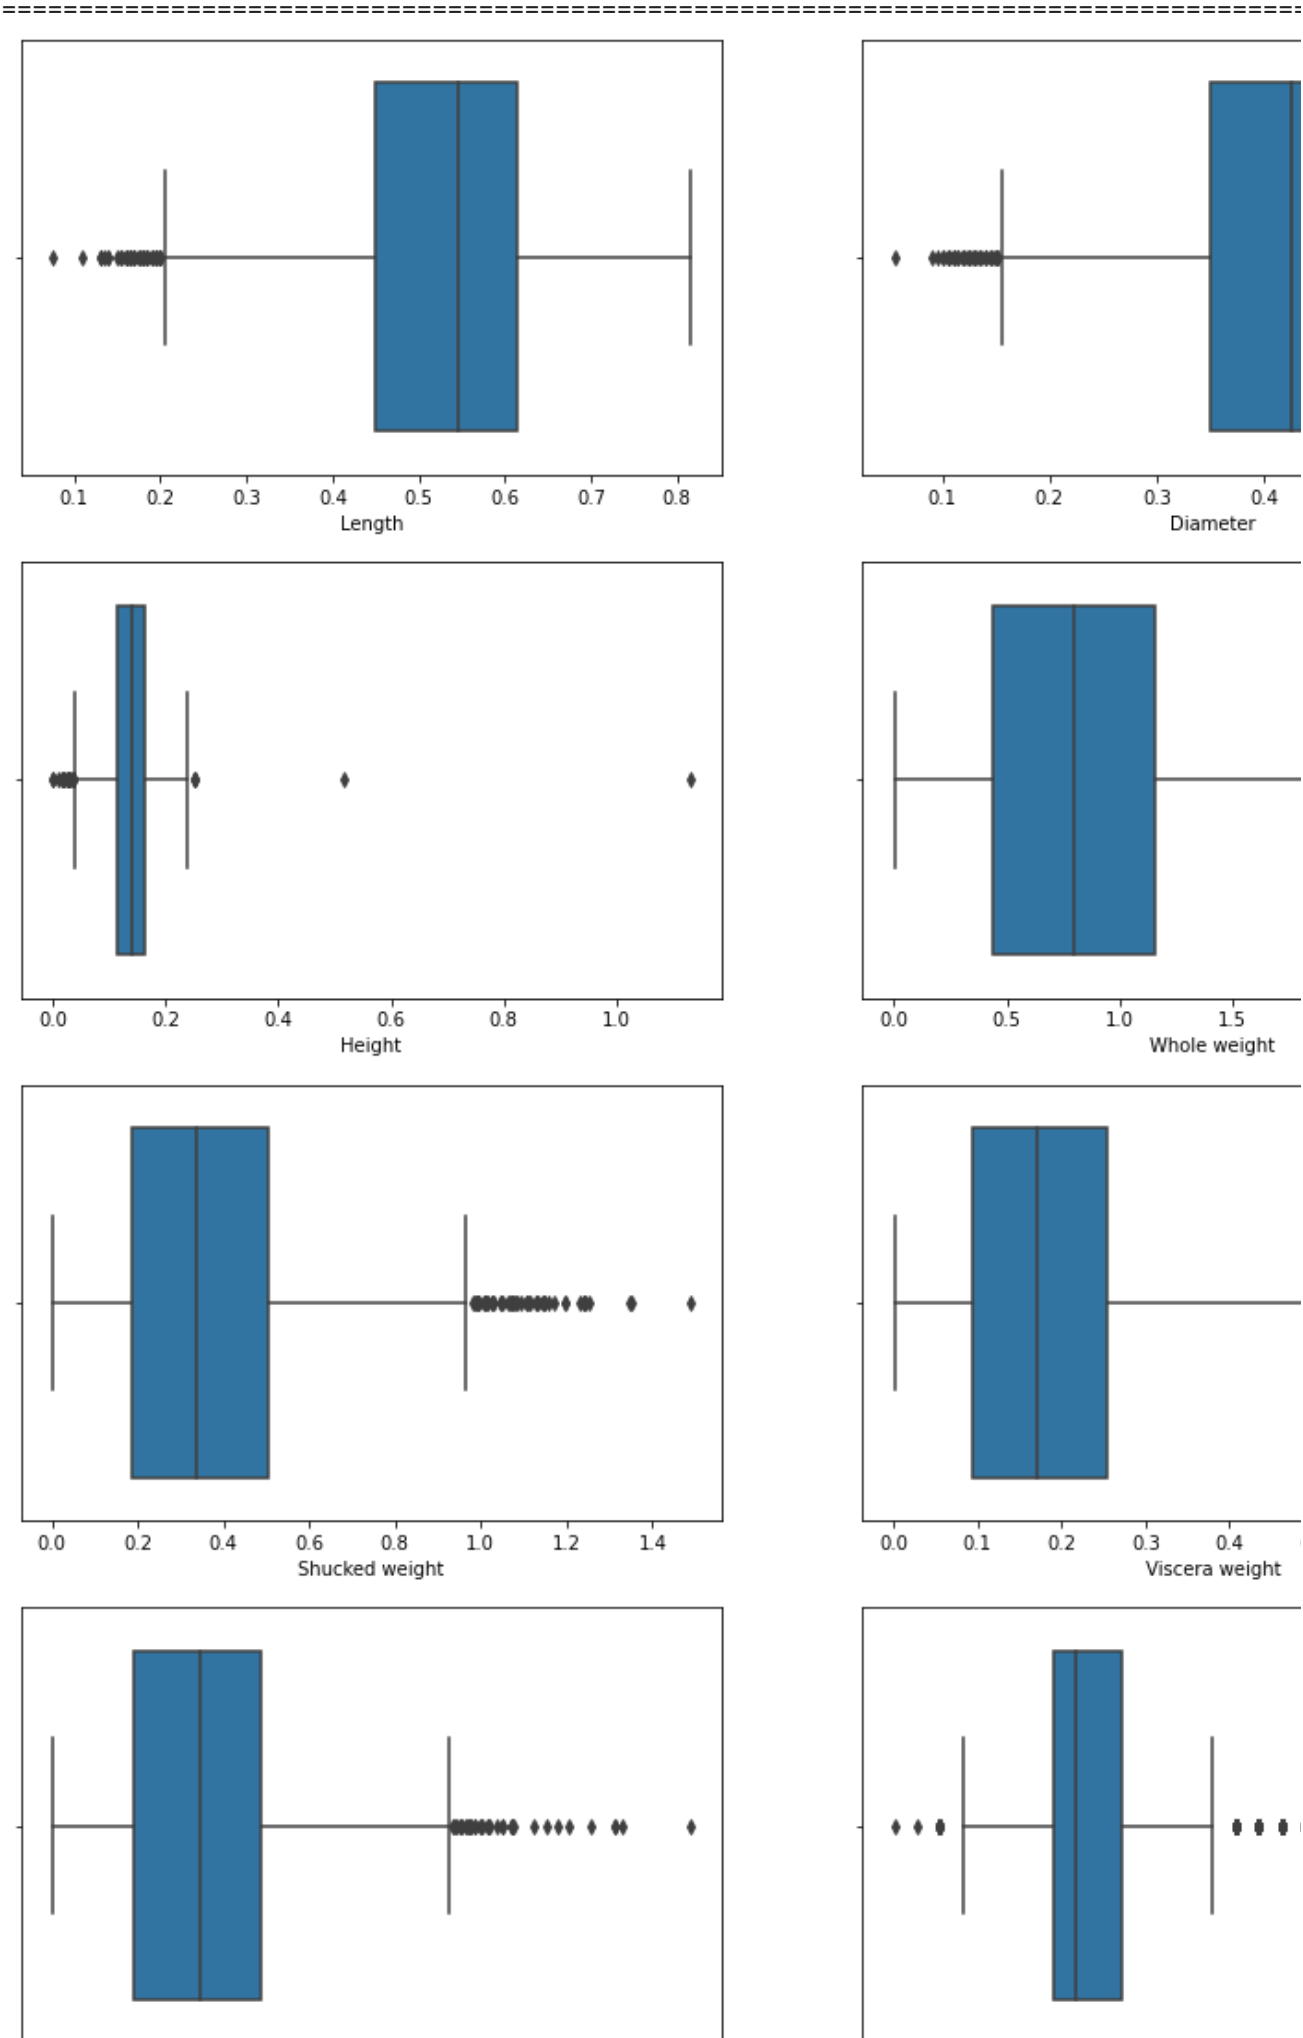 ==============================================================================
0.1 0.2 0.3 0.4 0.5 0.6 0.7 0.8
Length
0.1 0.2 0.3 0.4
Diameter
0.0 0.2 0.4 0.6 0.8 1.0
Height
0.0 0.5 1.0 1.5
Whole weight
0.0 0.2 0.4 0.6 0.8 1.0 1.2 1.4
Shucked weight
0.0 0.1 0.2 0.3 0.4
Viscera weight